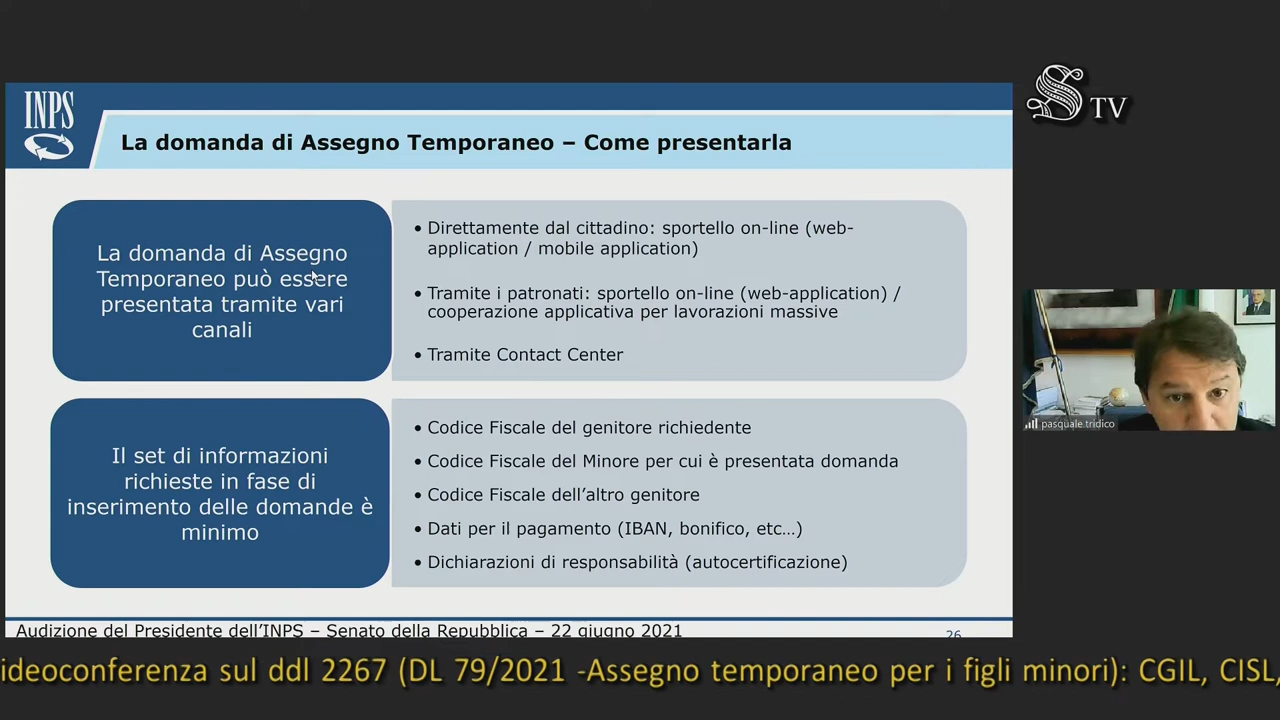 INPS
La domanda di Assegno Temporaneo – Come presentarla
S TV
La domanda di Assegno
Temporaneo può essere
presentata tramite vari
canali
• Direttamente dal cittadino: sportello on-line (web-
application / mobile application)
• Tramite i patronati: sportello on-line (web-application) /
cooperazione applicativa per lavorazioni massive
• Tramite Contact Center
Il set di informazioni
richieste in fase di
inserimento delle domande è
minimo
• Codice Fiscale del genitore richiedente
• Codice Fiscale del Minore per cui è presentata domanda
• Codice Fiscale dell’altro genitore
• Dati per il pagamento (IBAN, bonifico, etc…)
• Dichiarazioni di responsabilità (autocertificazione)
pasquale tridico
Audizione del Presidente dell’INPS – Senato della Repubblica – 22 giugno 2021
26
ideoconferenza sul ddl 2267 (DL 79/2021 -Assegno temporaneo per i figli minori): CGIL, CISL,